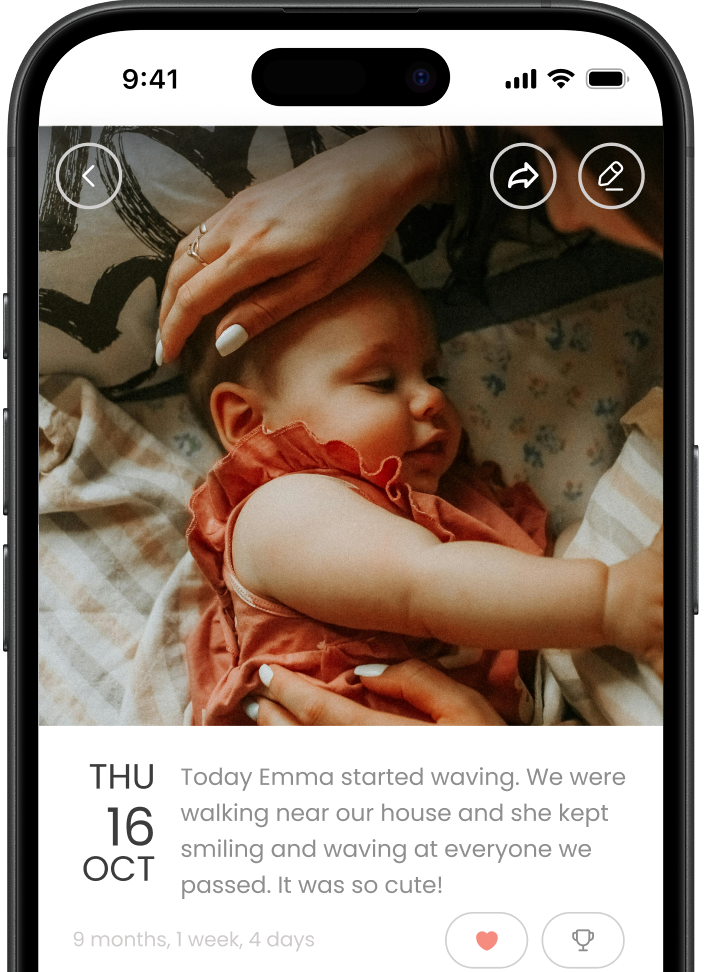 9:41
THU
16
OCT
Today Emma started waving. We were
walking near our house and she kept
smiling and waving at everyone we
passed. It was so cute!
9 months, 1 week, 4 days